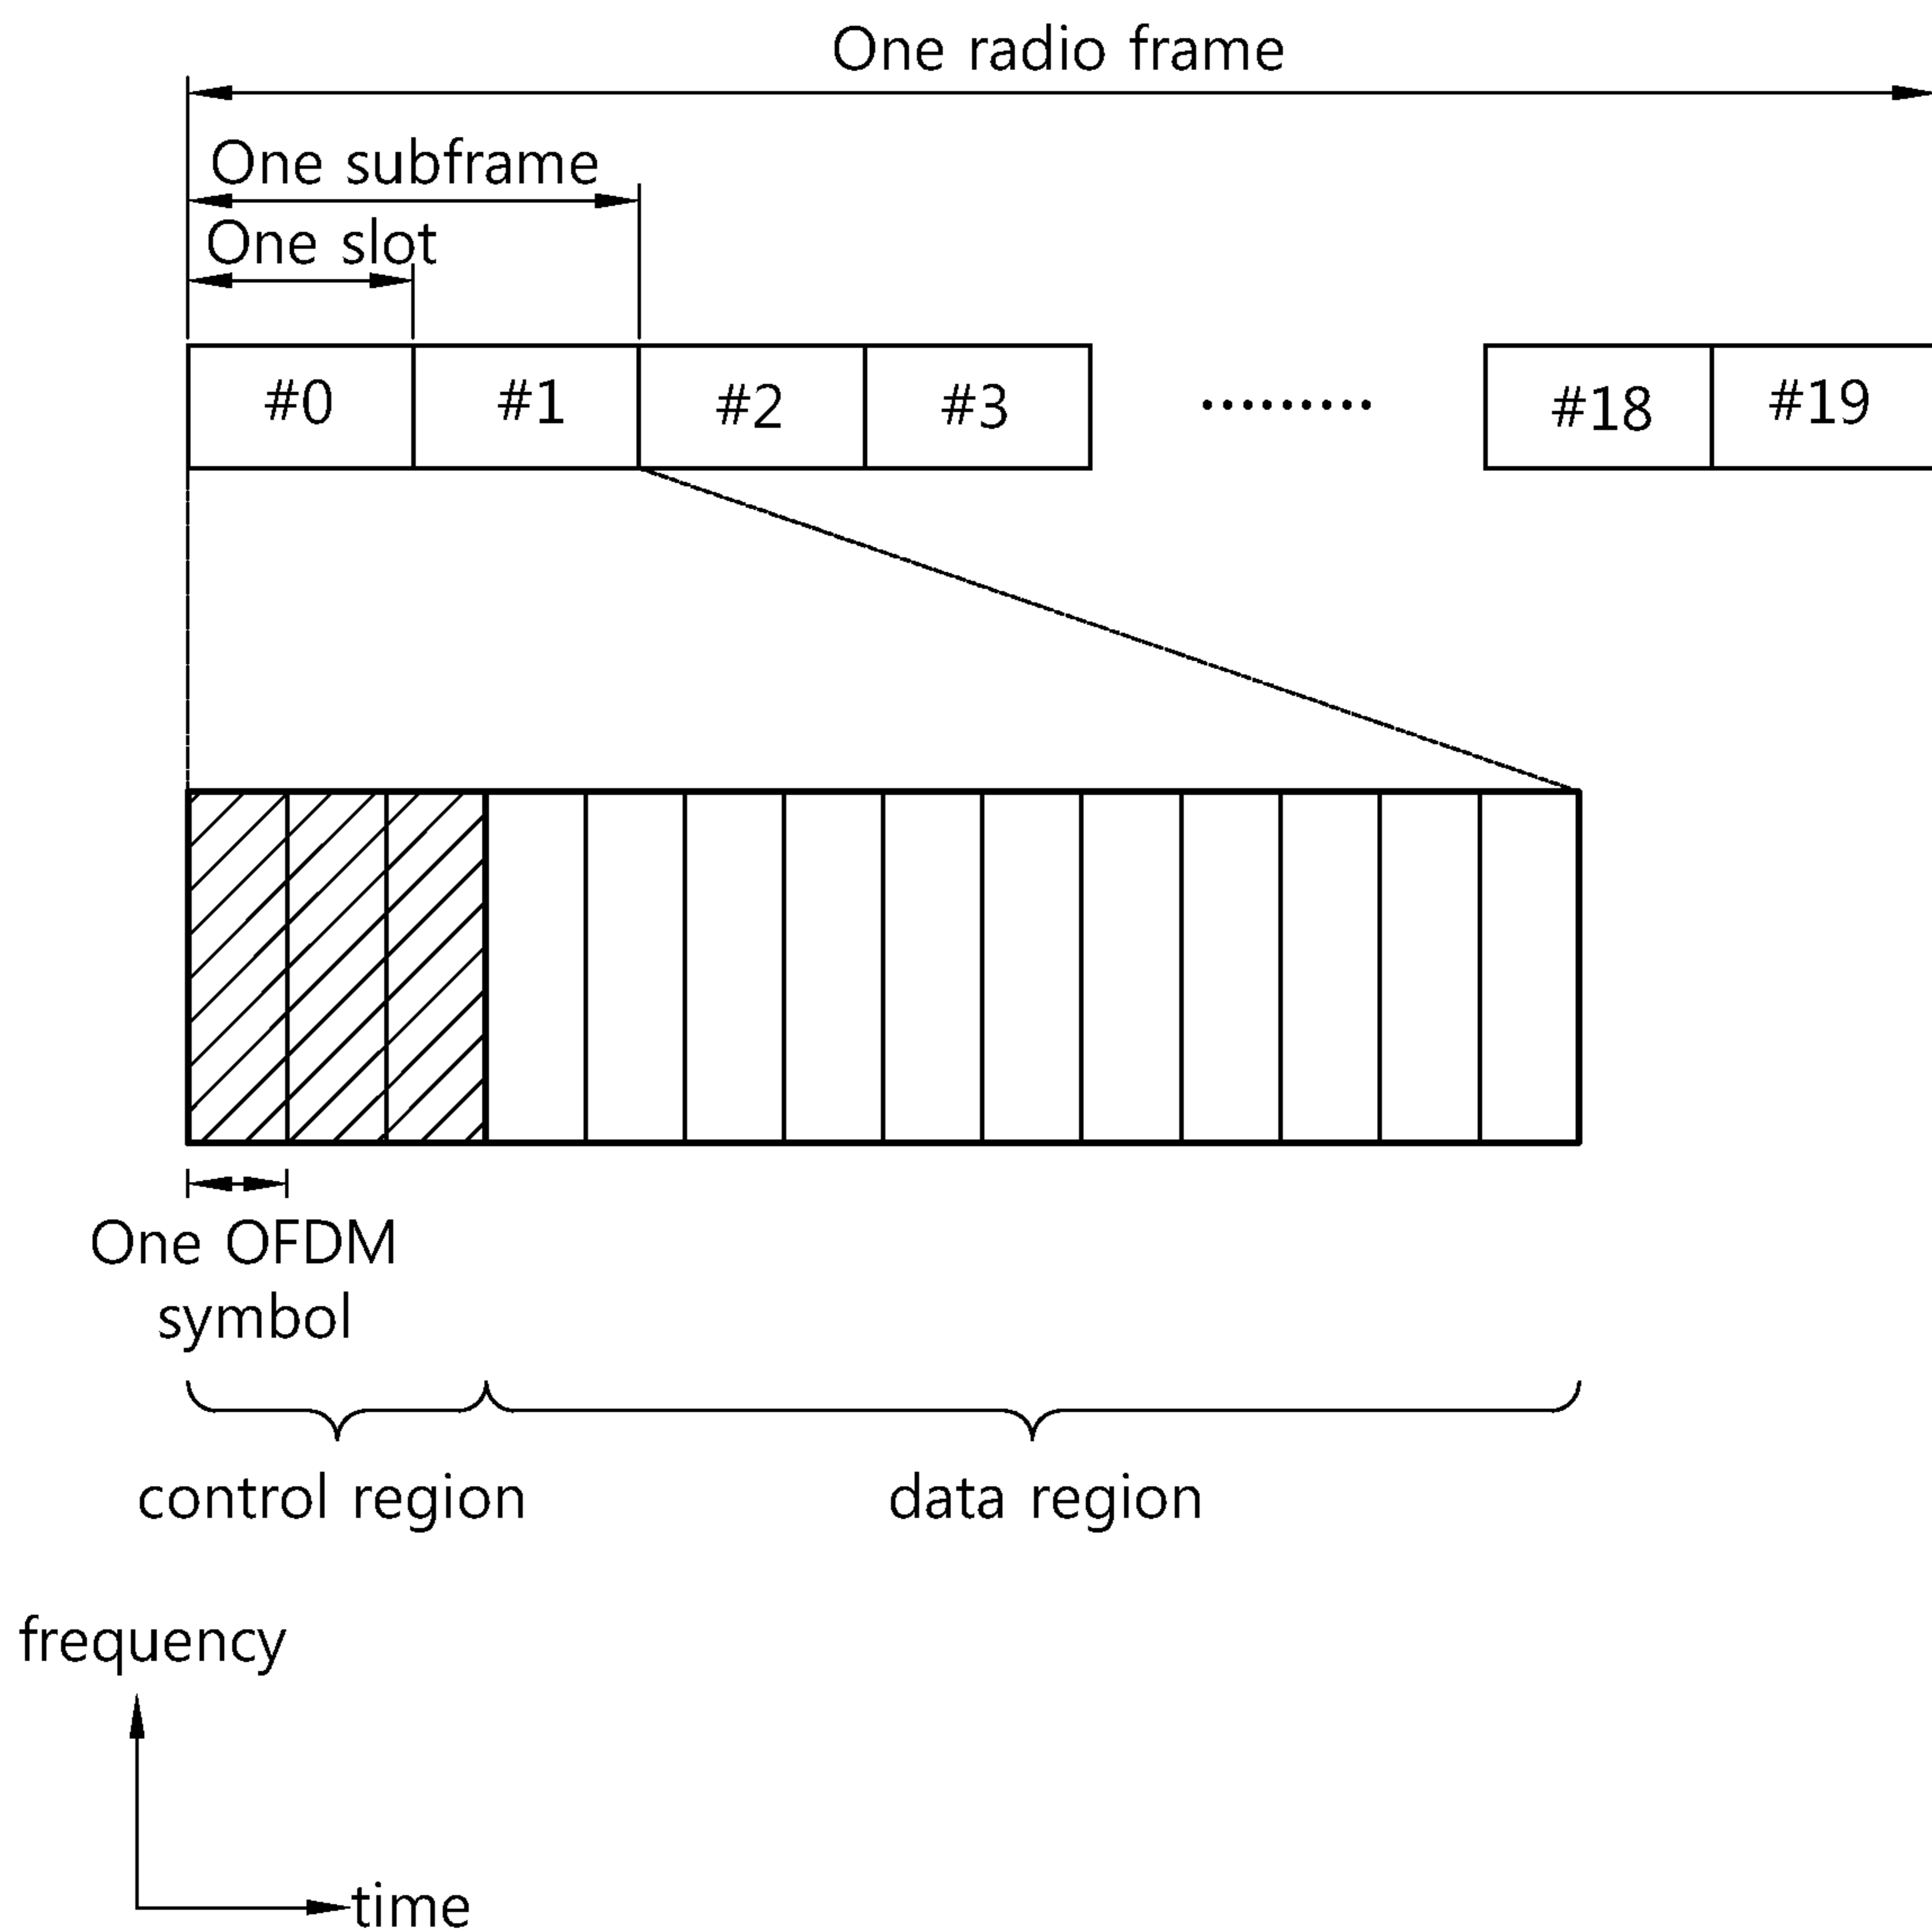 One radio frame
One subframe
One slot
#0 #1 #2 #3 ......... #18 #19
One OFDM
symbol
control region data region
frequency
time